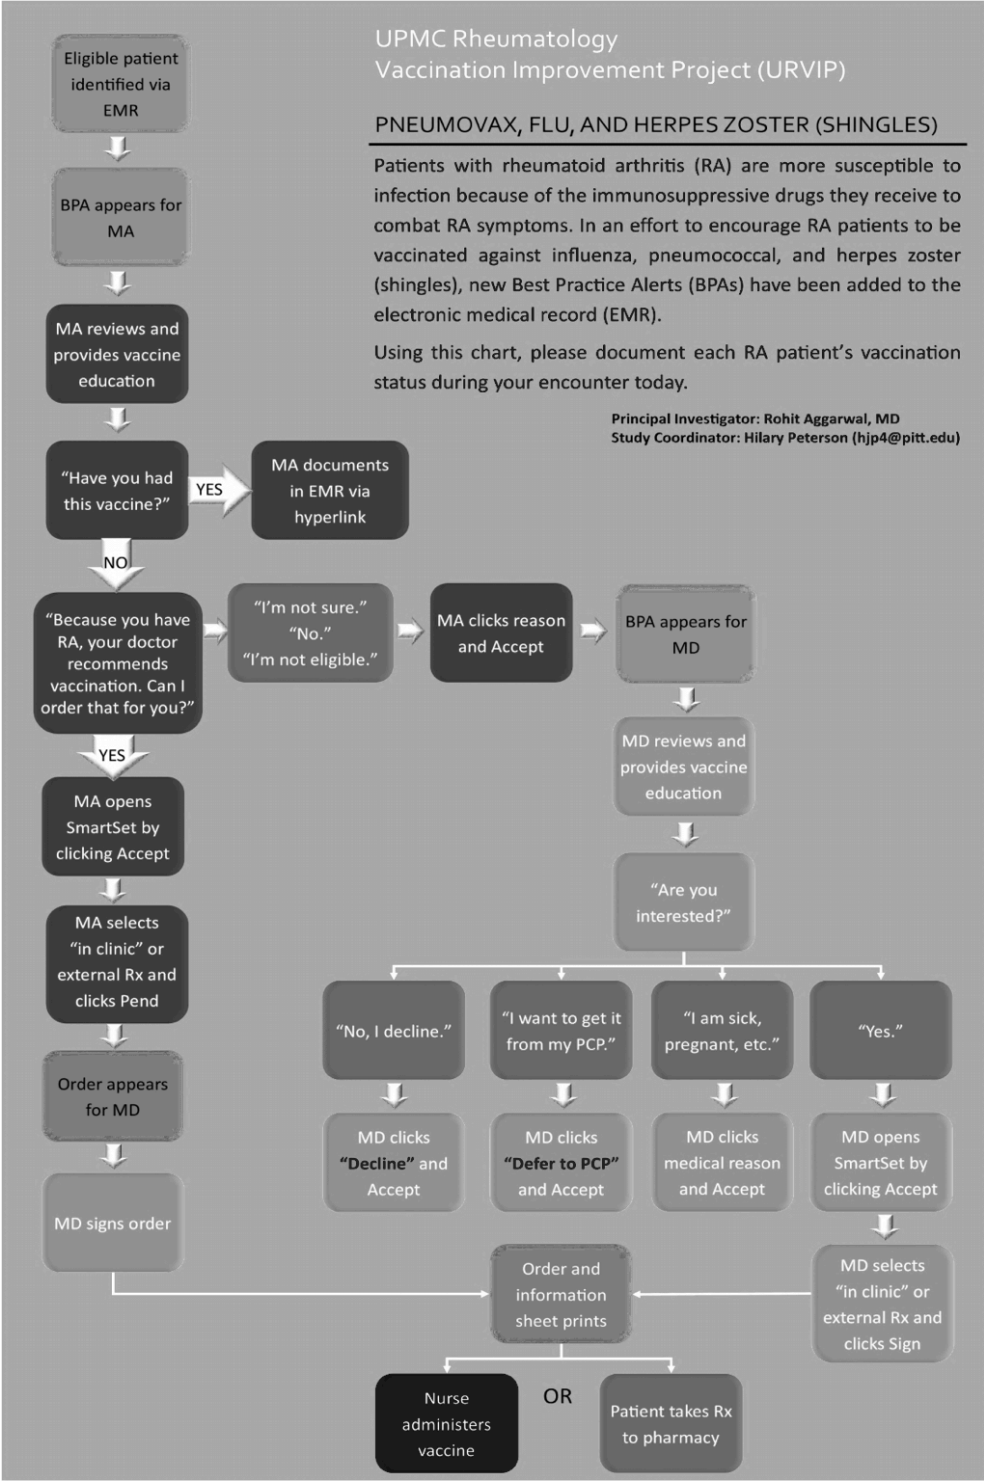 UPMC Rheumatology
Vaccination Improvement Project (URVIP)
PNEUMOVAX, FLU, AND HERPES ZOSTER (SHINGLES)
Patients with rheumatoid arthritis (RA) are more susceptible to
infection because of the immunosuppressive drugs they receive to
combat RA symptoms. In an effort to encourage RA patients to be
vaccinated against influenza, pneumococcal, and herpes zoster
(shingles), new Best Practice Alerts (BPAs) have been added to the
electronic medical record (EMR).
Using this chart, please document each RA patient’s vaccination
status during your encounter today.
Principal Investigator: Rohit Aggarwal, MD
Study Coordinator: Hilary Peterson (hjp4@pitt.edu)
Eligible patient
identified via
EMR
BPA appears for
MA
MA reviews and
provides vaccine
education
“Have you had
this vaccine?”
YES
MA documents
in EMR via
hyperlink
NO
“Because you have
RA, your doctor
recommends
vaccination. Can I
order that for you?”
“I’m not sure.”
“No.”
“I’m not eligible.”
MA clicks reason
and Accept
BPA appears for
MD
YES
MA opens
SmartSet by
clicking Accept
MA selects
“in clinic” or
external Rx and
clicks Pend
Order appears
for MD
MD signs order
MD reviews and
provides vaccine
education
“Are you
interested?”
“No, I decline.”
“I want to get it
from my PCP.”
“I am sick,
pregnant, etc.”
“Yes.”
MD clicks
“Decline” and
Accept
MD clicks
“Defer to PCP”
and Accept
MD clicks
medical reason
and Accept
MD opens
SmartSet by
clicking Accept
MD selects
“in clinic” or
external Rx and
clicks Sign
Order and
information
sheet prints
Nurse
administers
vaccine
OR
Patient takes Rx
to pharmacy